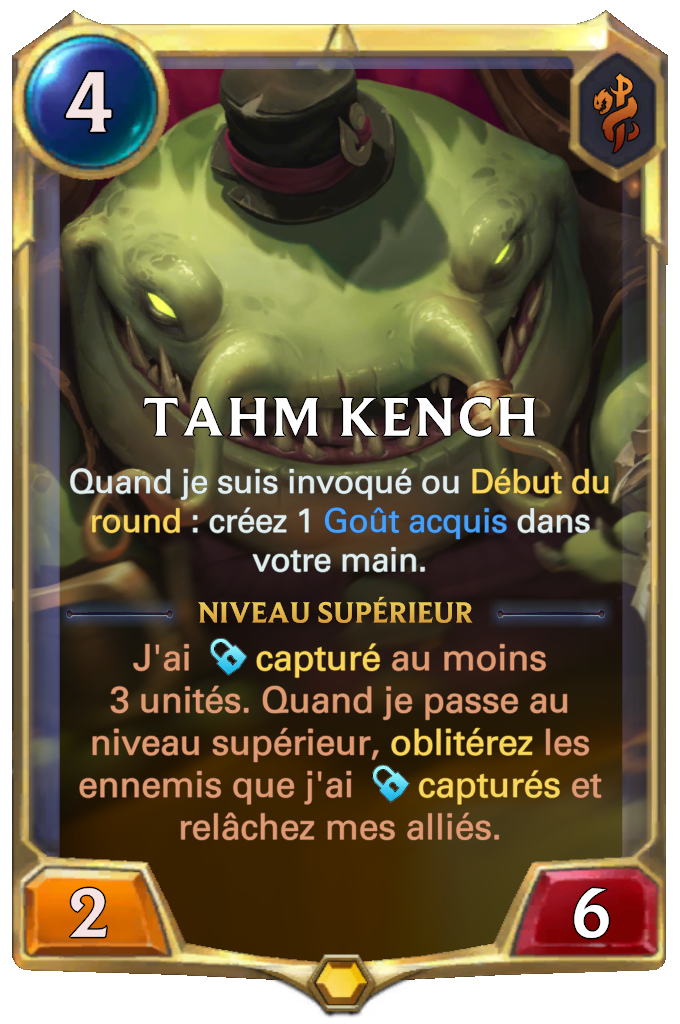 4
TAHM KENCH
Quand je suis invoqué ou Début du
round : créez 1 Goût acquis dans
votre main.
NIVEAU SUPÉRIEUR
J'ai capturé au moins
3 unités. Quand je passe au
niveau supérieur, oblitérez les
ennemis que j'ai capturés et
relâchez mes alliés.
2
6